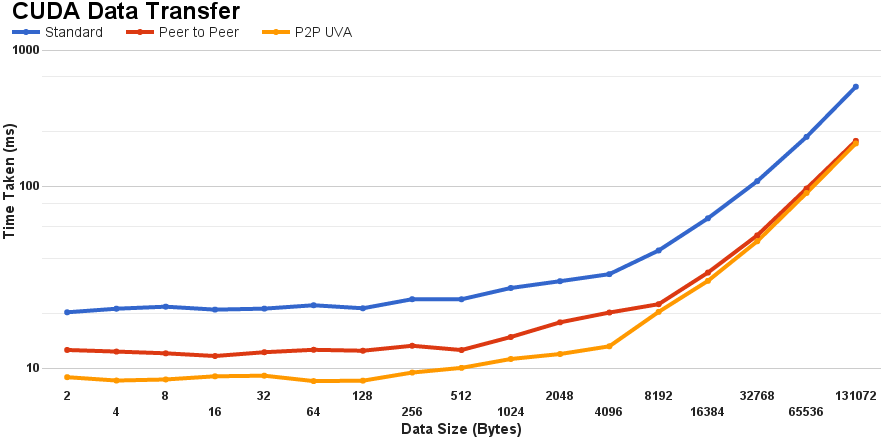 CUDA Data Transfer
Standard Peer to Peer P2P UVA
1000
100
10
Time Taken (ms)
2 8 32 128 512 2048 8192 32768 131072
4 16 64 256 1024 4096 16384 65536
Data Size (Bytes)